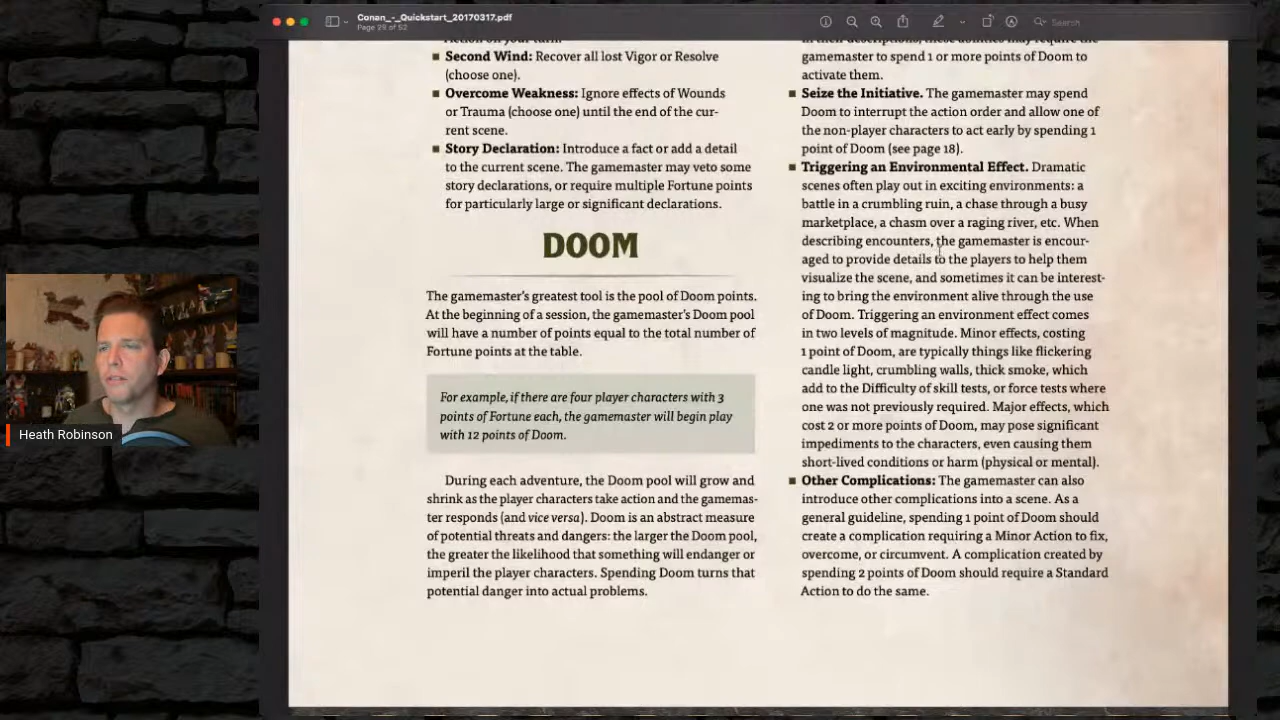 Conan_-_Quickstart_20170317.pdf
Page 25 of 52
Search
Action on your turn
Second Wind: Recover all lost Vigor or Resolve
(choose one).
Overcome Weakness: Ignore effects of Wounds
or Trauma (choose one) until the end of the cur-
rent scene.
Story Declaration: Introduce a fact or add a detail
to the current scene. The gamemaster may veto some
story declarations, or require multiple Fortune points
for particularly large or significant declarations.
DOOM
The gamemaster's greatest tool is the pool of Doom points.
At the beginning of a session, the gamemaster's Doom pool
will have a number of points equal to the total number of
Fortune points at the table.
For example, if there are four player characters with 3
points of Fortune each, the gamemaster will begin play
with 12 points of Doom.
During each adventure, the Doom pool will grow and
shrink as the player characters take action and the gamemas-
ter responds (and vice versa). Doom is an abstract measure
of potential threats and dangers: the larger the Doom pool,
the greater the likelihood that something will endanger or
imperil the player characters. Spending Doom turns that
potential danger into actual problems.
in their descriptions, these abilities may require the
gamemaster to spend 1 or more points of Doom to
activate them.
Seize the Initiative. The gamemaster may spend
Doom to interrupt the action order and allow one of
the non-player characters to act early by spending 1
point of Doom (see page 18).
Triggering an Environmental Effect. Dramatic
scenes often play out in exciting environments: a
battle in a crumbling ruin, a chase through a busy
marketplace, a chasm over a raging river, etc. When
describing encounters, the gamemaster is encour-
aged to provide details to the players to help them
visualize the scene, and sometimes it can be interest-
ing to bring the environment alive through the use
of Doom. Triggering an environment effect comes
in two levels of magnitude. Minor effects, costing
1 point of Doom, are typically things like flickering
candle light, crumbling walls, thick smoke, which
add to the Difficulty of skill tests, or force tests where
one was not previously required. Major effects, which
cost 2 or more points of Doom, may pose significant
impediments to the characters, even causing them
short-lived conditions or harm (physical or mental).
Other Complications: The gamemaster can also
introduce other complications into a scene. As a
general guideline, spending 1 point of Doom should
create a complication requiring a Minor Action to fix,
overcome, or circumvent. A complication created by
spending 2 points of Doom should require a Standard
Action to do the same.
Heath Robinson